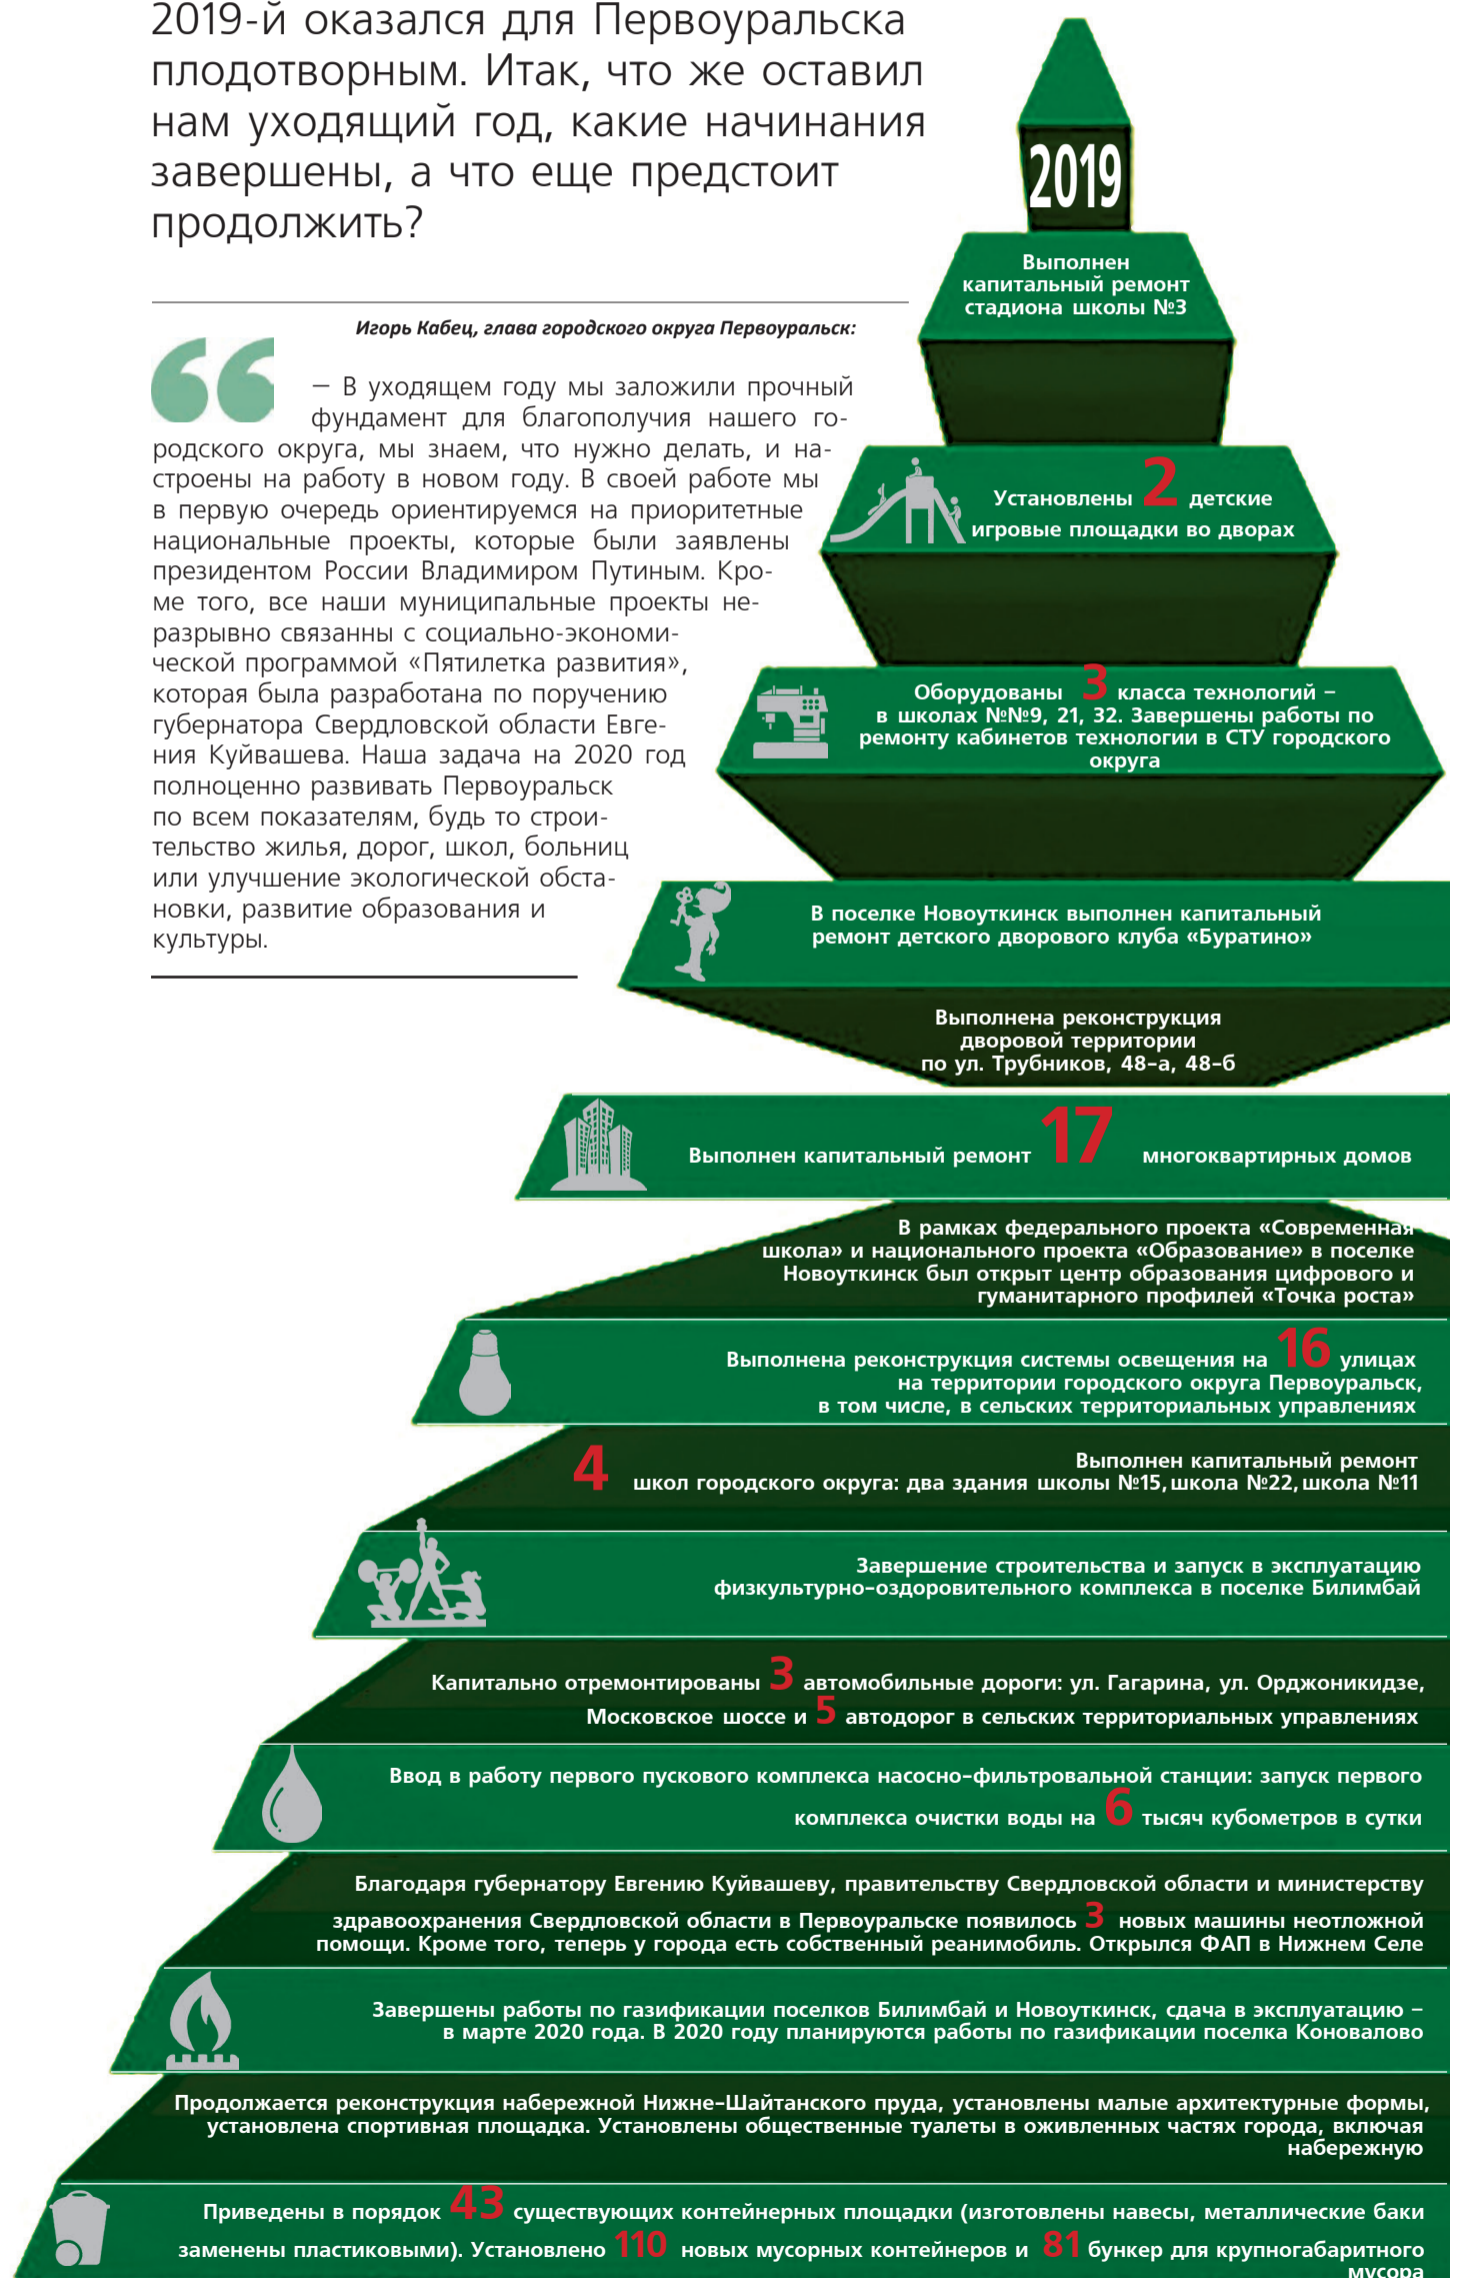 2019-й оказался для Первоуральска
плодотворным. Итак, что же оставил
нам уходящий год, какие начинания
завершены, а что еще предстоит
продолжить?
Игорь Кабец, глава городского округа Первоуральск:
– В уходящем году мы заложили прочный
фундамент для благополучия нашего го-
родского округа, мы знаем, что нужно делать, и на-
строены на работу в новом году. В своей работе мы
в первую очередь ориентируемся на приоритетные
национальные проекты, которые были заявлены
президентом России Владимиром Путиным. Кро-
ме того, все наши муниципальные проекты не-
разрывно связанны с социально-экономи-
ческой программой «Пятилетка развития»,
которая была разработана по поручению
губернатора Свердловской области Евге-
ния Куйвашева. Наша задача на 2020 год
полноценно развивать Первоуральск
по всем показателям, будь то строи-
тельство жилья, дорог, школ, больниц
или улучшение экологической обста-
новки, развитие образования и
культуры.
2019
Выполнен
капитальный ремонт
стадиона школы №3
Установлены 2 детские
игровые площадки во дворах
Оборудованы 3 класса технологий –
в школах №№9, 21, 32. Завершены работы по
ремонту кабинетов технологии в СТУ городского
округа
В поселке Новоуткинск выполнен капитальный
ремонт детского дворового клуба «Буратино»
Выполнена реконструкция
дворовой территории
по ул. Трубников, 48-а, 48-б
Выполнен капитальный ремонт 17 многоквартирных домов
В рамках федерального проекта «Современная
школа» и национального проекта «Образование» в поселке
Новоуткинск был открыт центр образования цифрового и
гуманитарного профилей «Точка роста»
Выполнена реконструкция системы освещения на 16 улицах
на территории городского округа Первоуральск,
в том числе, в сельских территориальных управлениях
Выполнен капитальный ремонт
4 школ городского округа: два здания школы №15, школа №22, школа №11
Завершение строительства и запуск в эксплуатацию
физкультурно-оздоровительного комплекса в поселке Билимбай
Капитально отремонтированы 3 автомобильные дороги: ул. Гагарина, ул. Орджоникидзе,
Московское шоссе и 5 автодорог в сельских территориальных управлениях
Ввод в работу первого пускового комплекса насосно-фильтровальной станции: запуск первого
комплекса очистки воды на 6 тысяч кубометров в сутки
Благодаря губернатору Евгению Куйвашеву, правительству Свердловской области и министерству
здравоохранения Свердловской области в Первоуральске появилось 3 новых машины неотложной
помощи. Кроме того, теперь у города есть собственный реанимобиль. Открылся ФАП в Нижнем Селе
Завершены работы по газификации поселков Билимбай и Новоуткинск, сдача в эксплуатацию –
в марте 2020 года. В 2020 году планируются работы по газификации поселка Коновалово
Продолжается реконструкция набережной Нижне-Шайтанского пруда, установлены малые архитектурные формы,
установлена спортивная площадка. Установлены общественные туалеты в оживленных частях города, включая
набережную
Приведены в порядок 43 существующих контейнерных площадки (изготовлены навесы, металлические баки
заменены пластиковыми). Установлено 110 новых мусорных контейнеров и 81 бункер для крупногабаритного
мусора